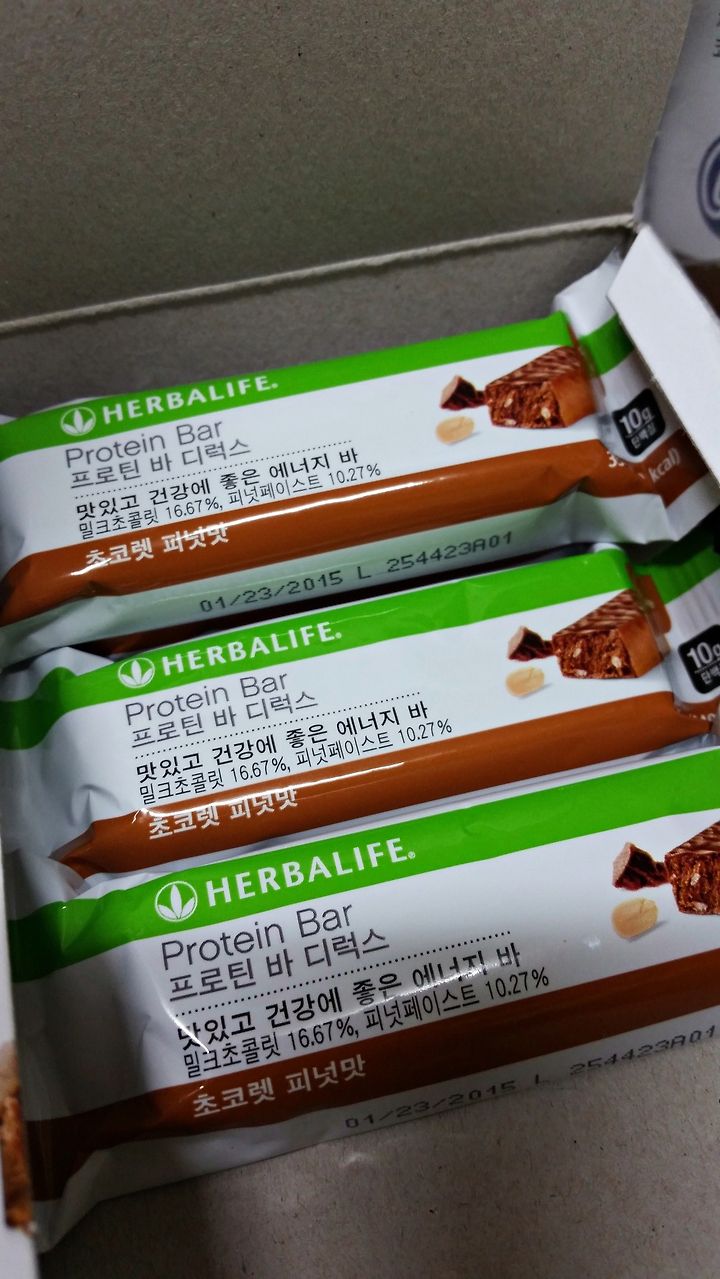 HERBALIFE.
Protein Bar
프로틴 바 디럭스
맛있고 건강에 좋은 에너지 바
밀크초콜릿 16.67%, 피넛페이스트 10.27%
초코렛 피넛맛
10g
단백질
kcal)
01/23/2015 L 254423A01
HERBALIFE.
Protein Bar
프로틴 바 디럭스
맛있고 건강에 좋은 에너지 바
밀크초콜릿 16.67%, 피넛페이스트 10.27%
초코렛 피넛맛
10g
HERBALIFE.
Protein Bar
프로틴 바 디럭스
맛있고 건강에 좋은 에너지 바
밀크초콜릿 16.67%, 피넛페이스트 10.27%
초코렛 피넛맛
01/23/2015 L 254423A01